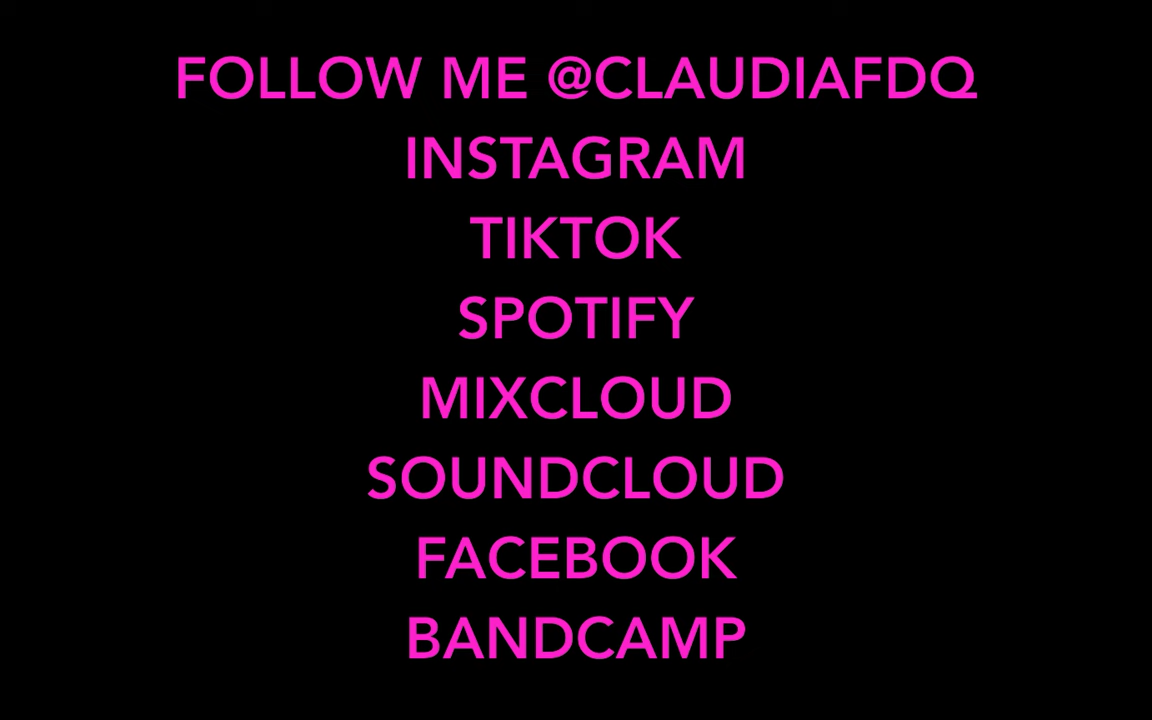 FOLLOW ME @CLAUDIAFDQ
INSTAGRAM
TIKTOK
SPOTIFY
MIXCLOUD
SOUNDCLOUD
FACEBOOK
BANDCAMP